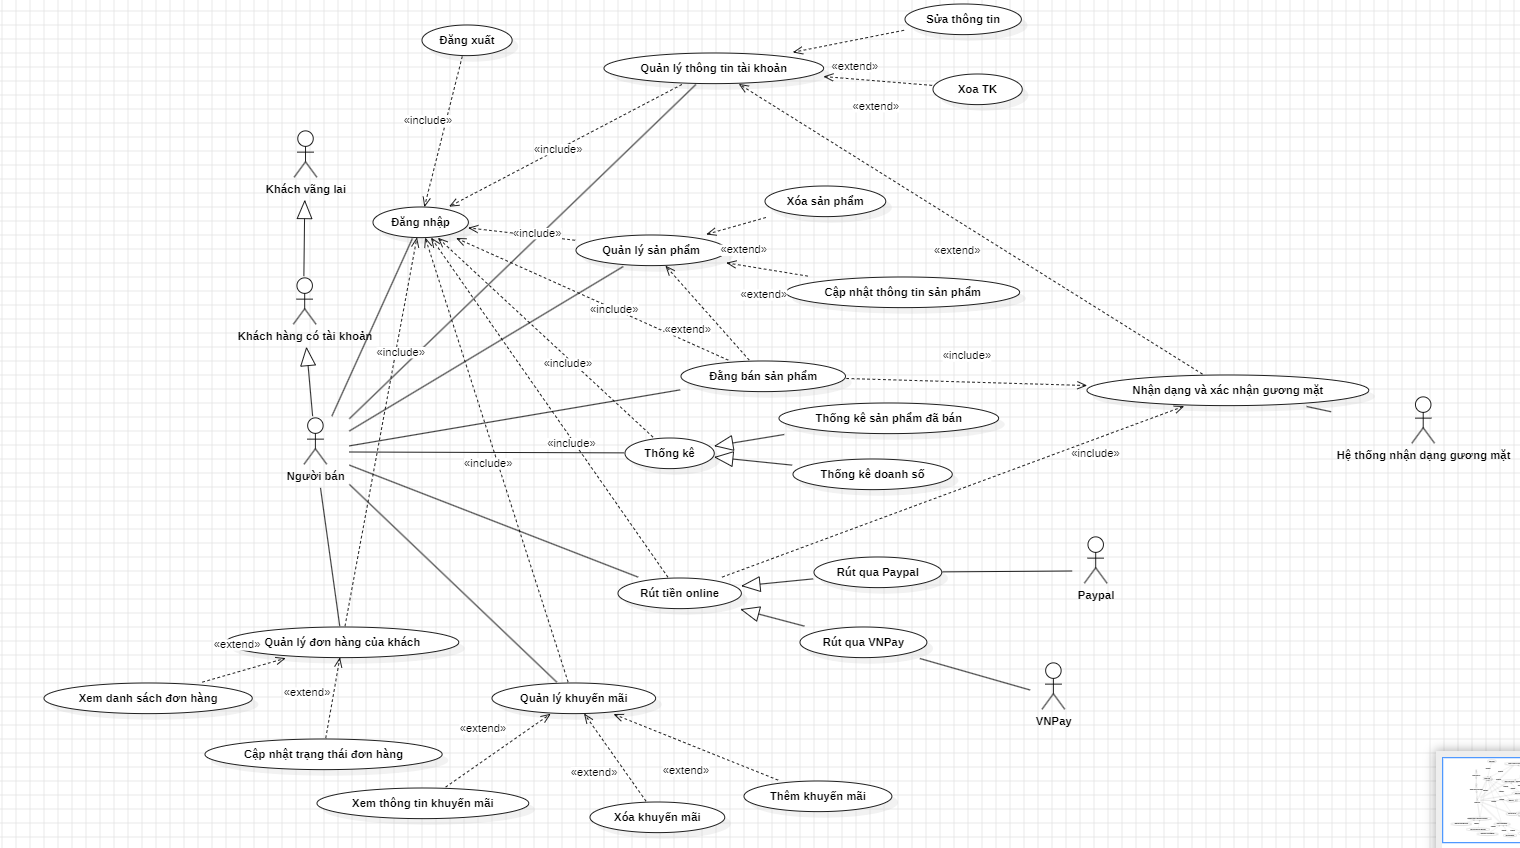 Sửa thông tin
Đăng xuất
Quản lý thông tin tài khoản
«extend»
Xoa TK
«extend»
«include»
«include»
Khách vãng lai
Xóa sản phẩm
Đăng nhập
«include»
Quản lý sản phẩm
«extend»
«extend»
Cập nhật thông tin sản phẩm
«extend»
«include»
«extend»
Khách hàng có tài khoản
«include»
«include»
«include»
Đằng bán sản phẩm
Nhận dạng và xác nhận gương mặt
Thống kê sản phẩm đã bán
«include»
Thống kê
«include»
Hệ thống nhận dạng gương mặt
«include»
Người bán
Thống kê doanh số
Rút qua Paypal
Paypal
Rút tiền online
Rút qua VNPay
«extend»
Quản lý đơn hàng của khách
«extend»
Xem danh sách đơn hàng
Quản lý khuyến mãi
VNPay
«extend»
Cập nhật trạng thái đơn hàng
«extend»
«extend»
Xem thông tin khuyến mãi
Thêm khuyến mãi
Xóa khuyến mãi